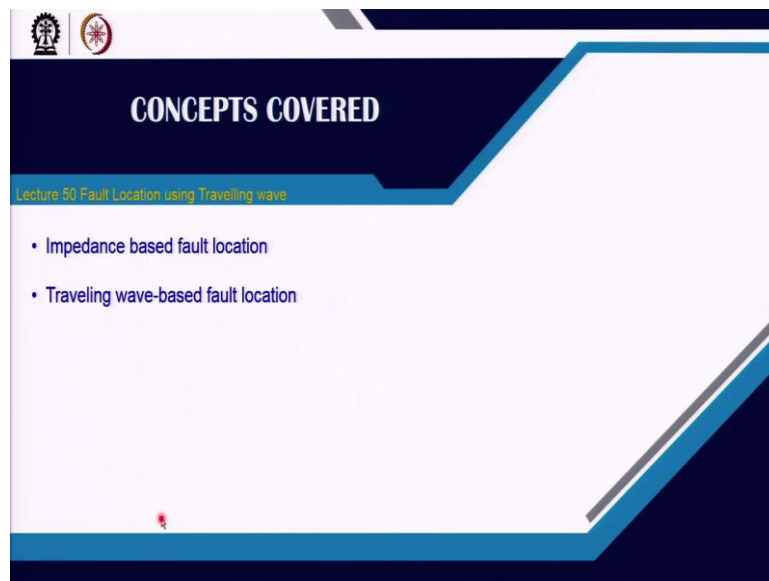 CONCEPTS COVERED
Lecture 50 Fault Location using Travelling wave
• Impedance based fault location
• Traveling wave-based fault location